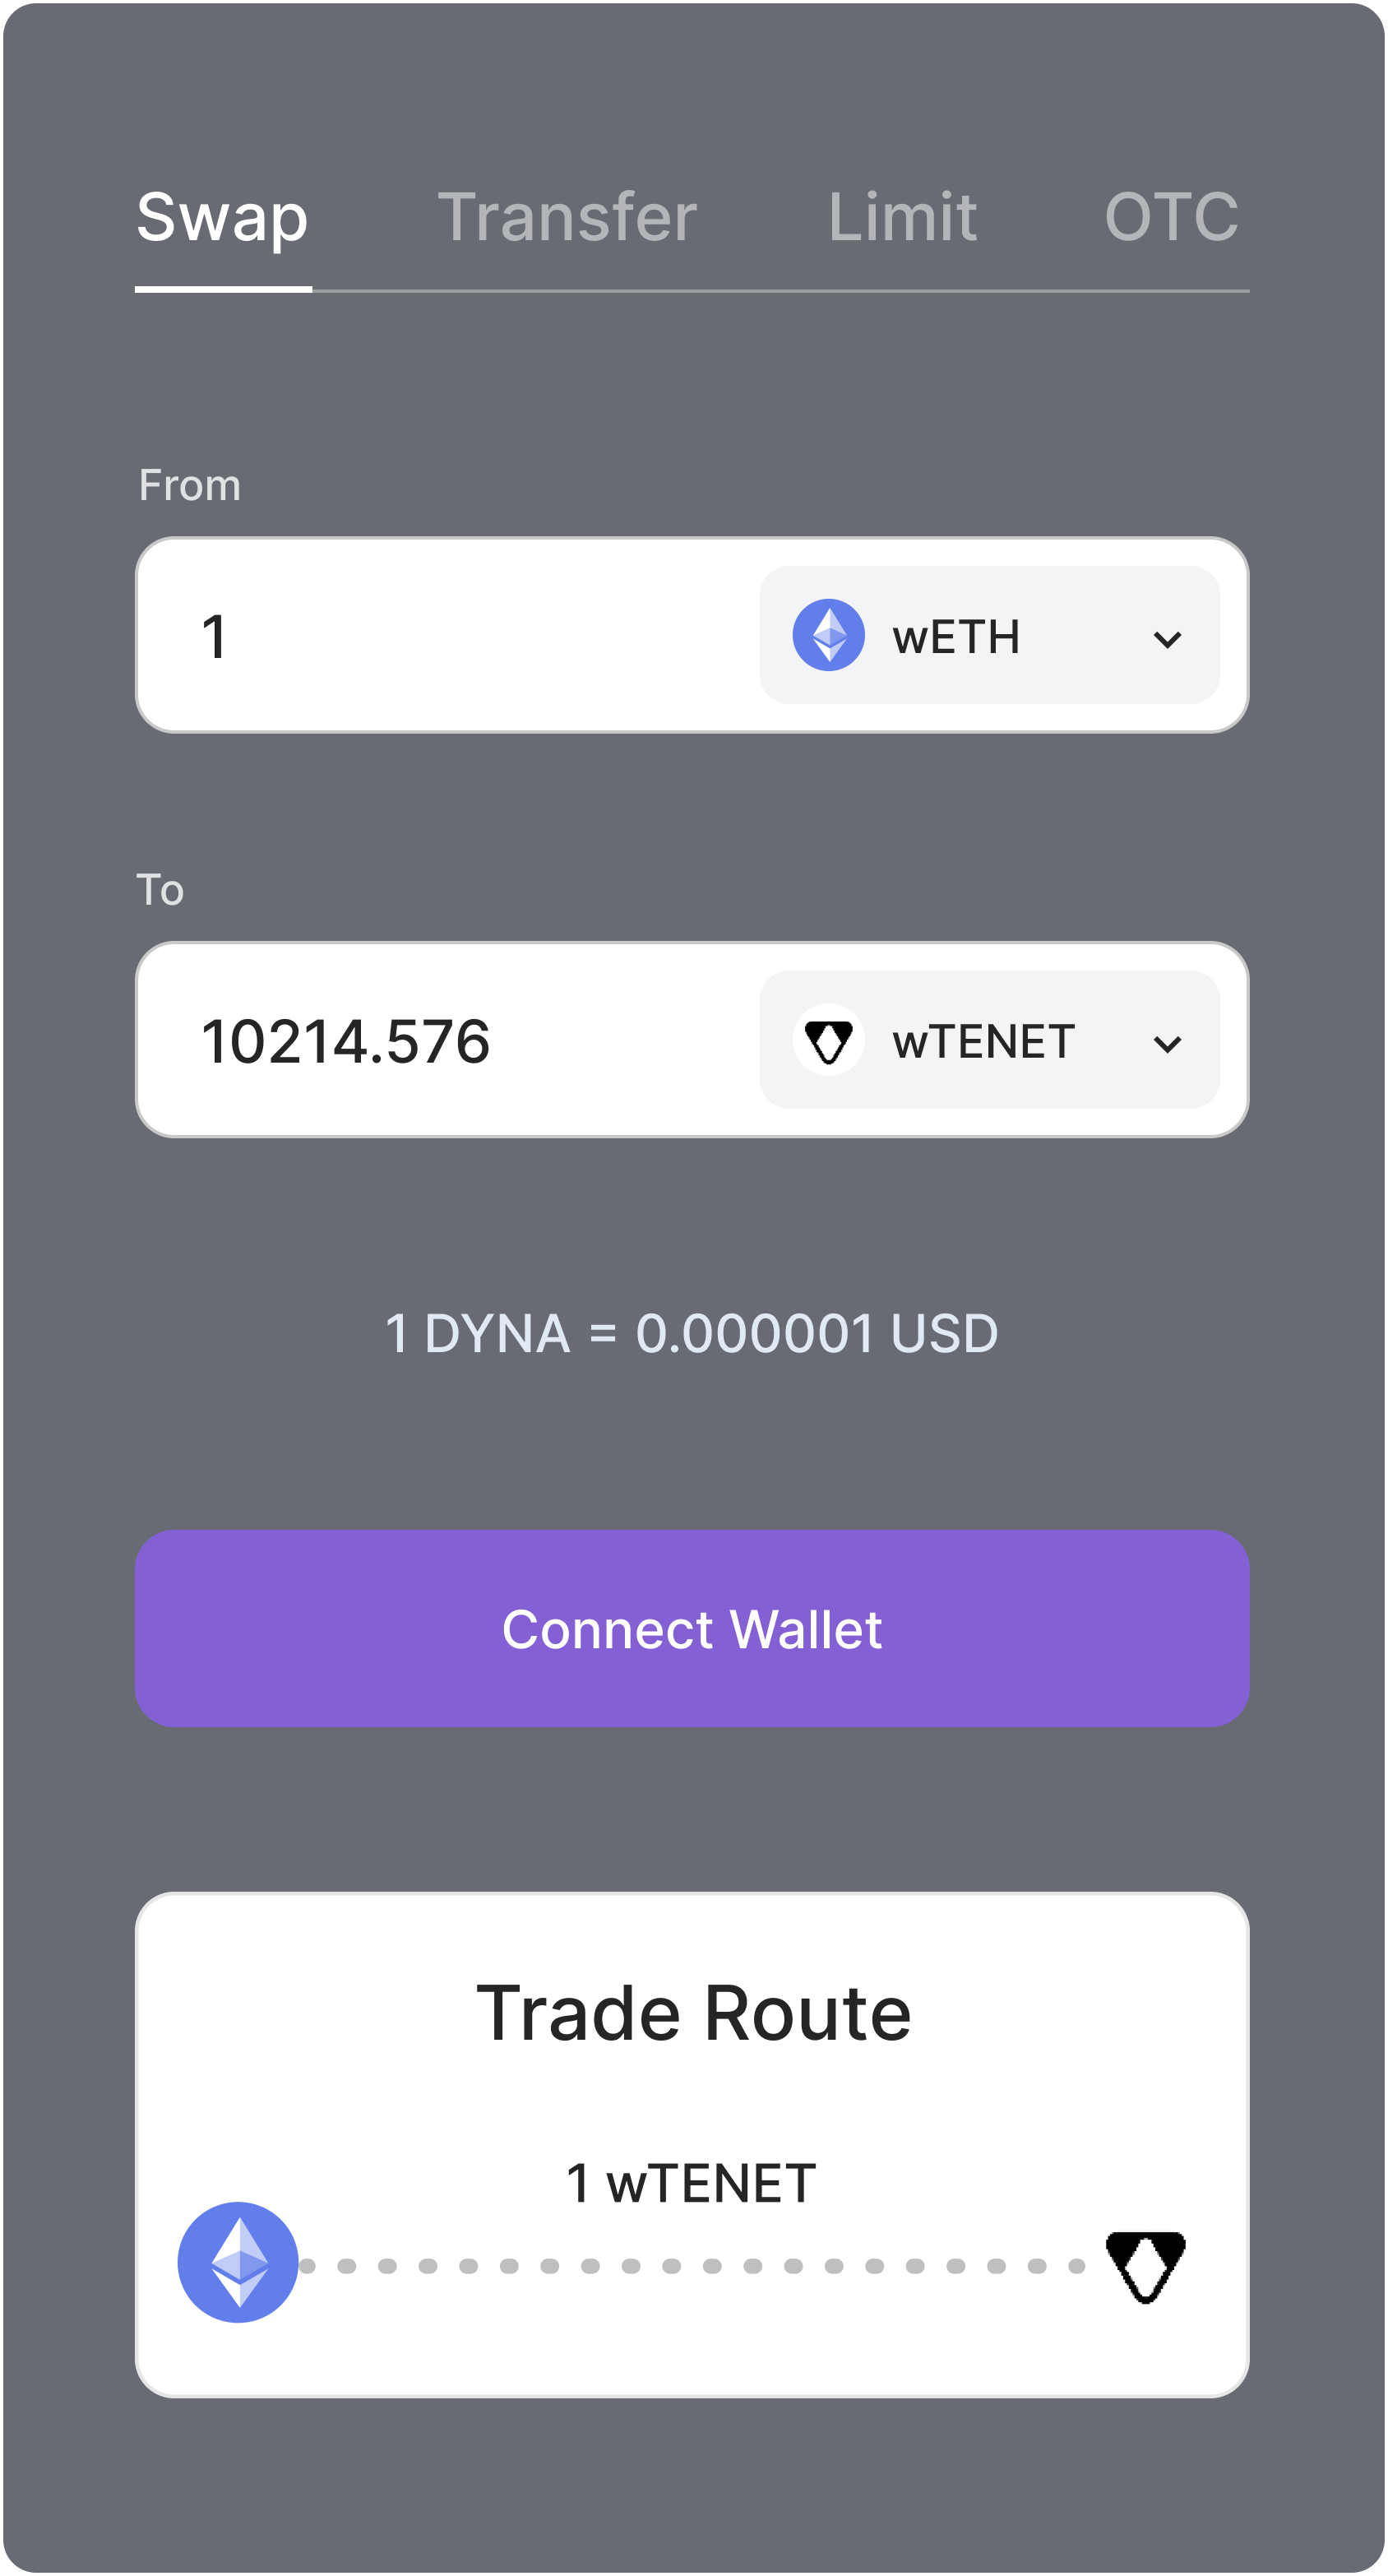 Swap Transfer Limit OTC
From
1 wETH
To
10214.576 wTENET
1 DYNA = 0.000001 USD
Connect Wallet
Trade Route
1 wTENET